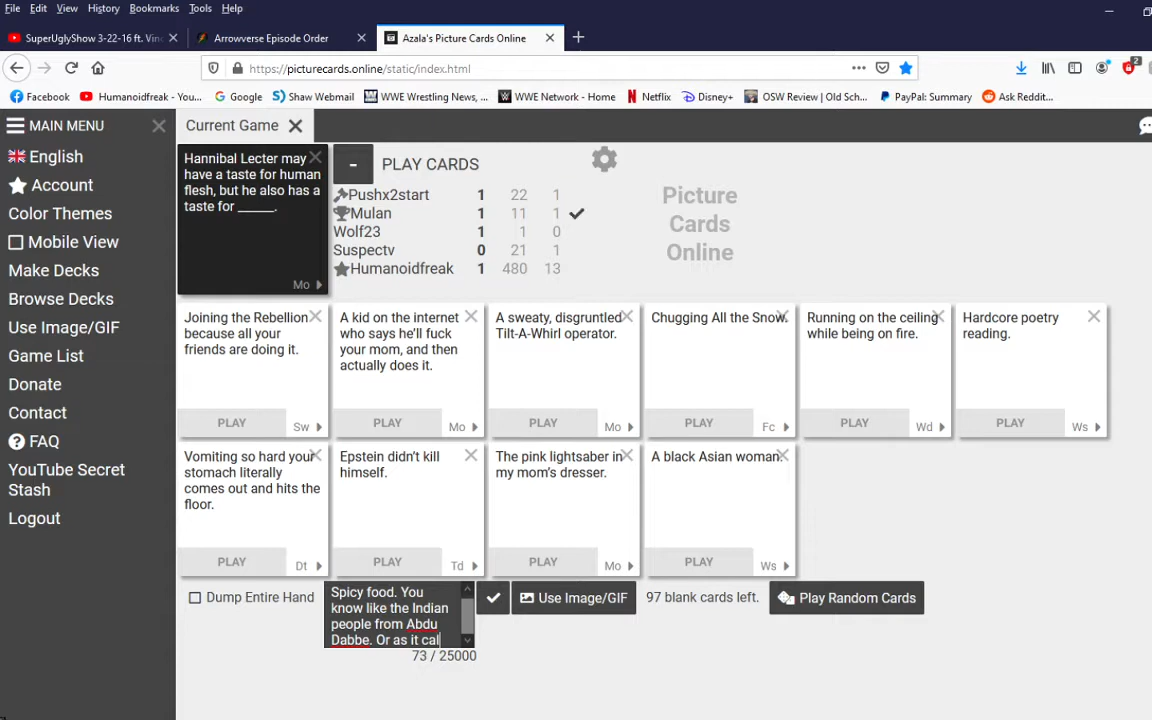 File Edit View History Bookmarks Tools Help
SuperUglyShow 3-22-16 ft. Vinc
Arrowverse Episode Order
Azala's Picture Cards Online
https://picturecards.online/static/index.html
2
Facebook
Humanoidfreak - You...
Google
Shaw Webmail
WWE Wrestling News, ...
WWE Network - Home
Netflix
Disney+
OSW Review | Old Sch...
PayPal: Summary
Ask Reddit...
MAIN MENU
English
Account
Color Themes
Mobile View
Make Decks
Browse Decks
Use Image/GIF
Game List
Donate
Contact
FAQ
YouTube Secret
Stash
Logout
Current Game
Hannibal Lecter may
have a taste for human
flesh, but he also has a
taste for ______.
Mo
- PLAY CARDS
Pushx2start 1 22 1
Mulan 1 11 1
Wolf23 1 1 0
Suspectv 0 21 1
Humanoidfreak 1 480 13
Picture
Cards
Online
Joining the Rebellion
because all your
friends are doing it.
PLAY Sw
A kid on the internet
who says he'll fuck
your mom, and then
actually does it.
PLAY Mo
A sweaty, disgruntled
Tilt-A-Whirl operator.
PLAY Mo
Chugging All the Snow.
PLAY Fc
Running on the ceiling
while being on fire.
PLAY Wd
Hardcore poetry
reading.
PLAY Ws
Vomiting so hard your
stomach literally
comes out and hits the
floor.
PLAY Dt
Epstein didn't kill
himself.
PLAY Td
The pink lightsaber in
my mom's dresser.
PLAY Mo
A black Asian woman.
PLAY Ws
Dump Entire Hand
Spicy food. You
know like the Indian
people from Abdu
Dabbe. Or as it cal
73 / 25000
Use Image/GIF
97 blank cards left.
Play Random Cards